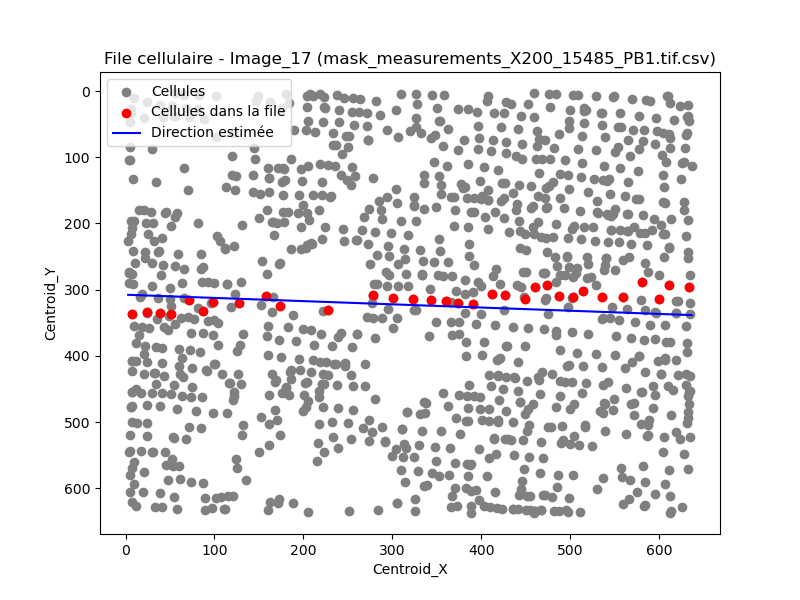 File cellulaire - Image_17 (mask_measurements_X200_15485_PB1.tif.csv)
Cellules
Cellules dans la file
Direction estimée
0
100
200
300
400
500
600
Centroid_Y
0 100 200 300 400 500 600
Centroid_X